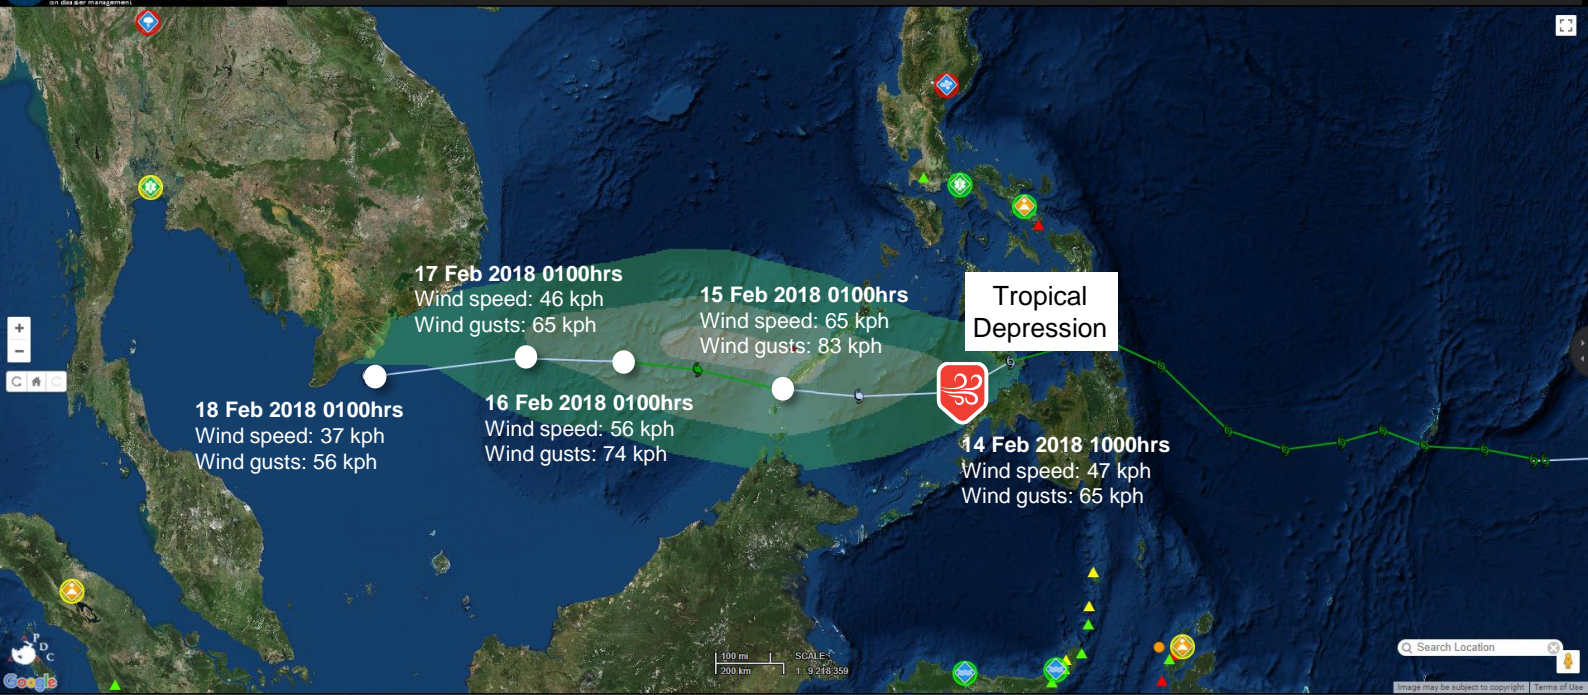 on disaster management
17 Feb 2018 0100hrs
Wind speed: 46 kph
Wind gusts: 65 kph
15 Feb 2018 0100hrs
Wind speed: 65 kph
Wind gusts: 83 kph
Tropical
Depression
18 Feb 2018 0100hrs
Wind speed: 37 kph
Wind gusts: 56 kph
16 Feb 2018 0100hrs
Wind speed: 56 kph
Wind gusts: 74 kph
14 Feb 2018 1000hrs
Wind speed: 47 kph
Wind gusts: 65 kph
P
D
C
Google
100 mi
200 km
SCALE
1 : 9 218 359
Search Location
Image may be subject to copyright
Terms of Use